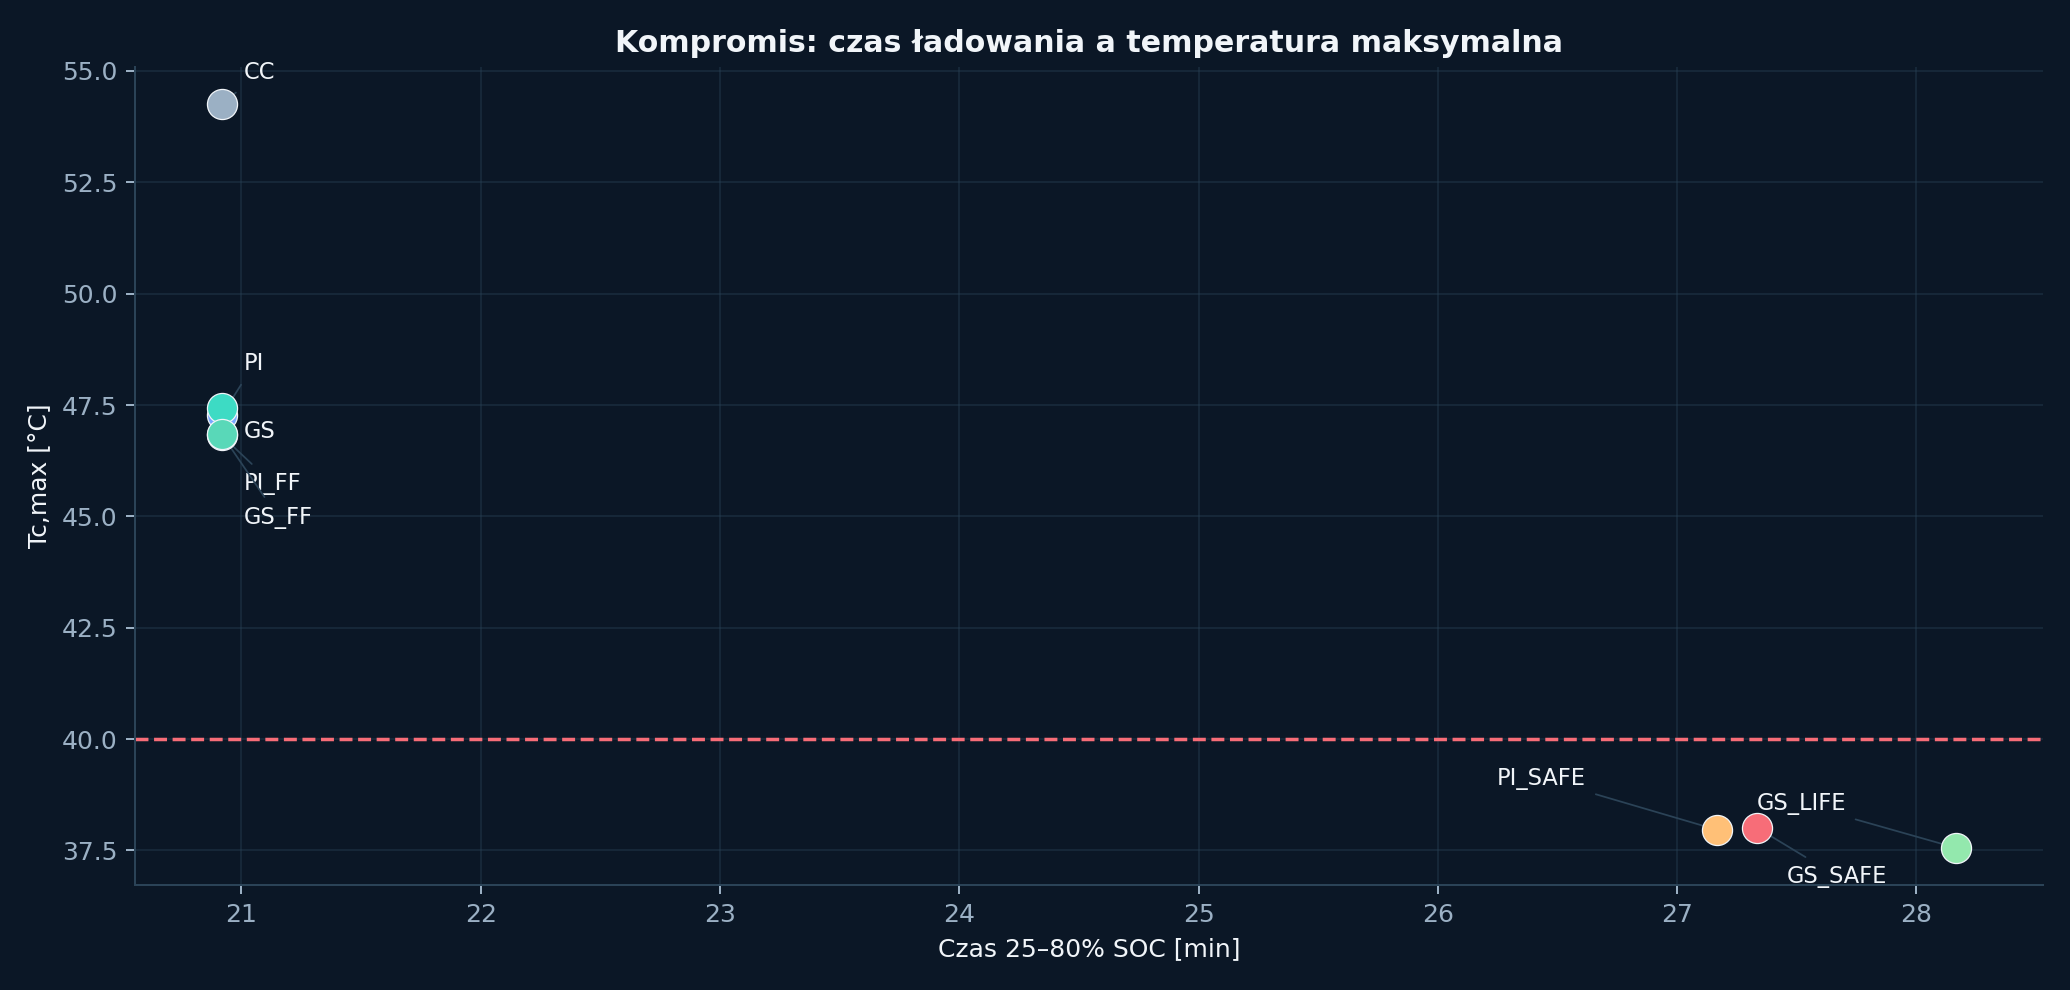 Kompromis: czas ładowania a temperatura maksymalna
55.0
52.5
50.0
47.5
45.0
42.5
40.0
37.5
Tc,max [°C]
CC
PI
GS
PI_FF
GS_FF
PI_SAFE
GS_LIFE
GS_SAFE
21 22 23 24 25 26 27 28
Czas 25–80% SOC [min]